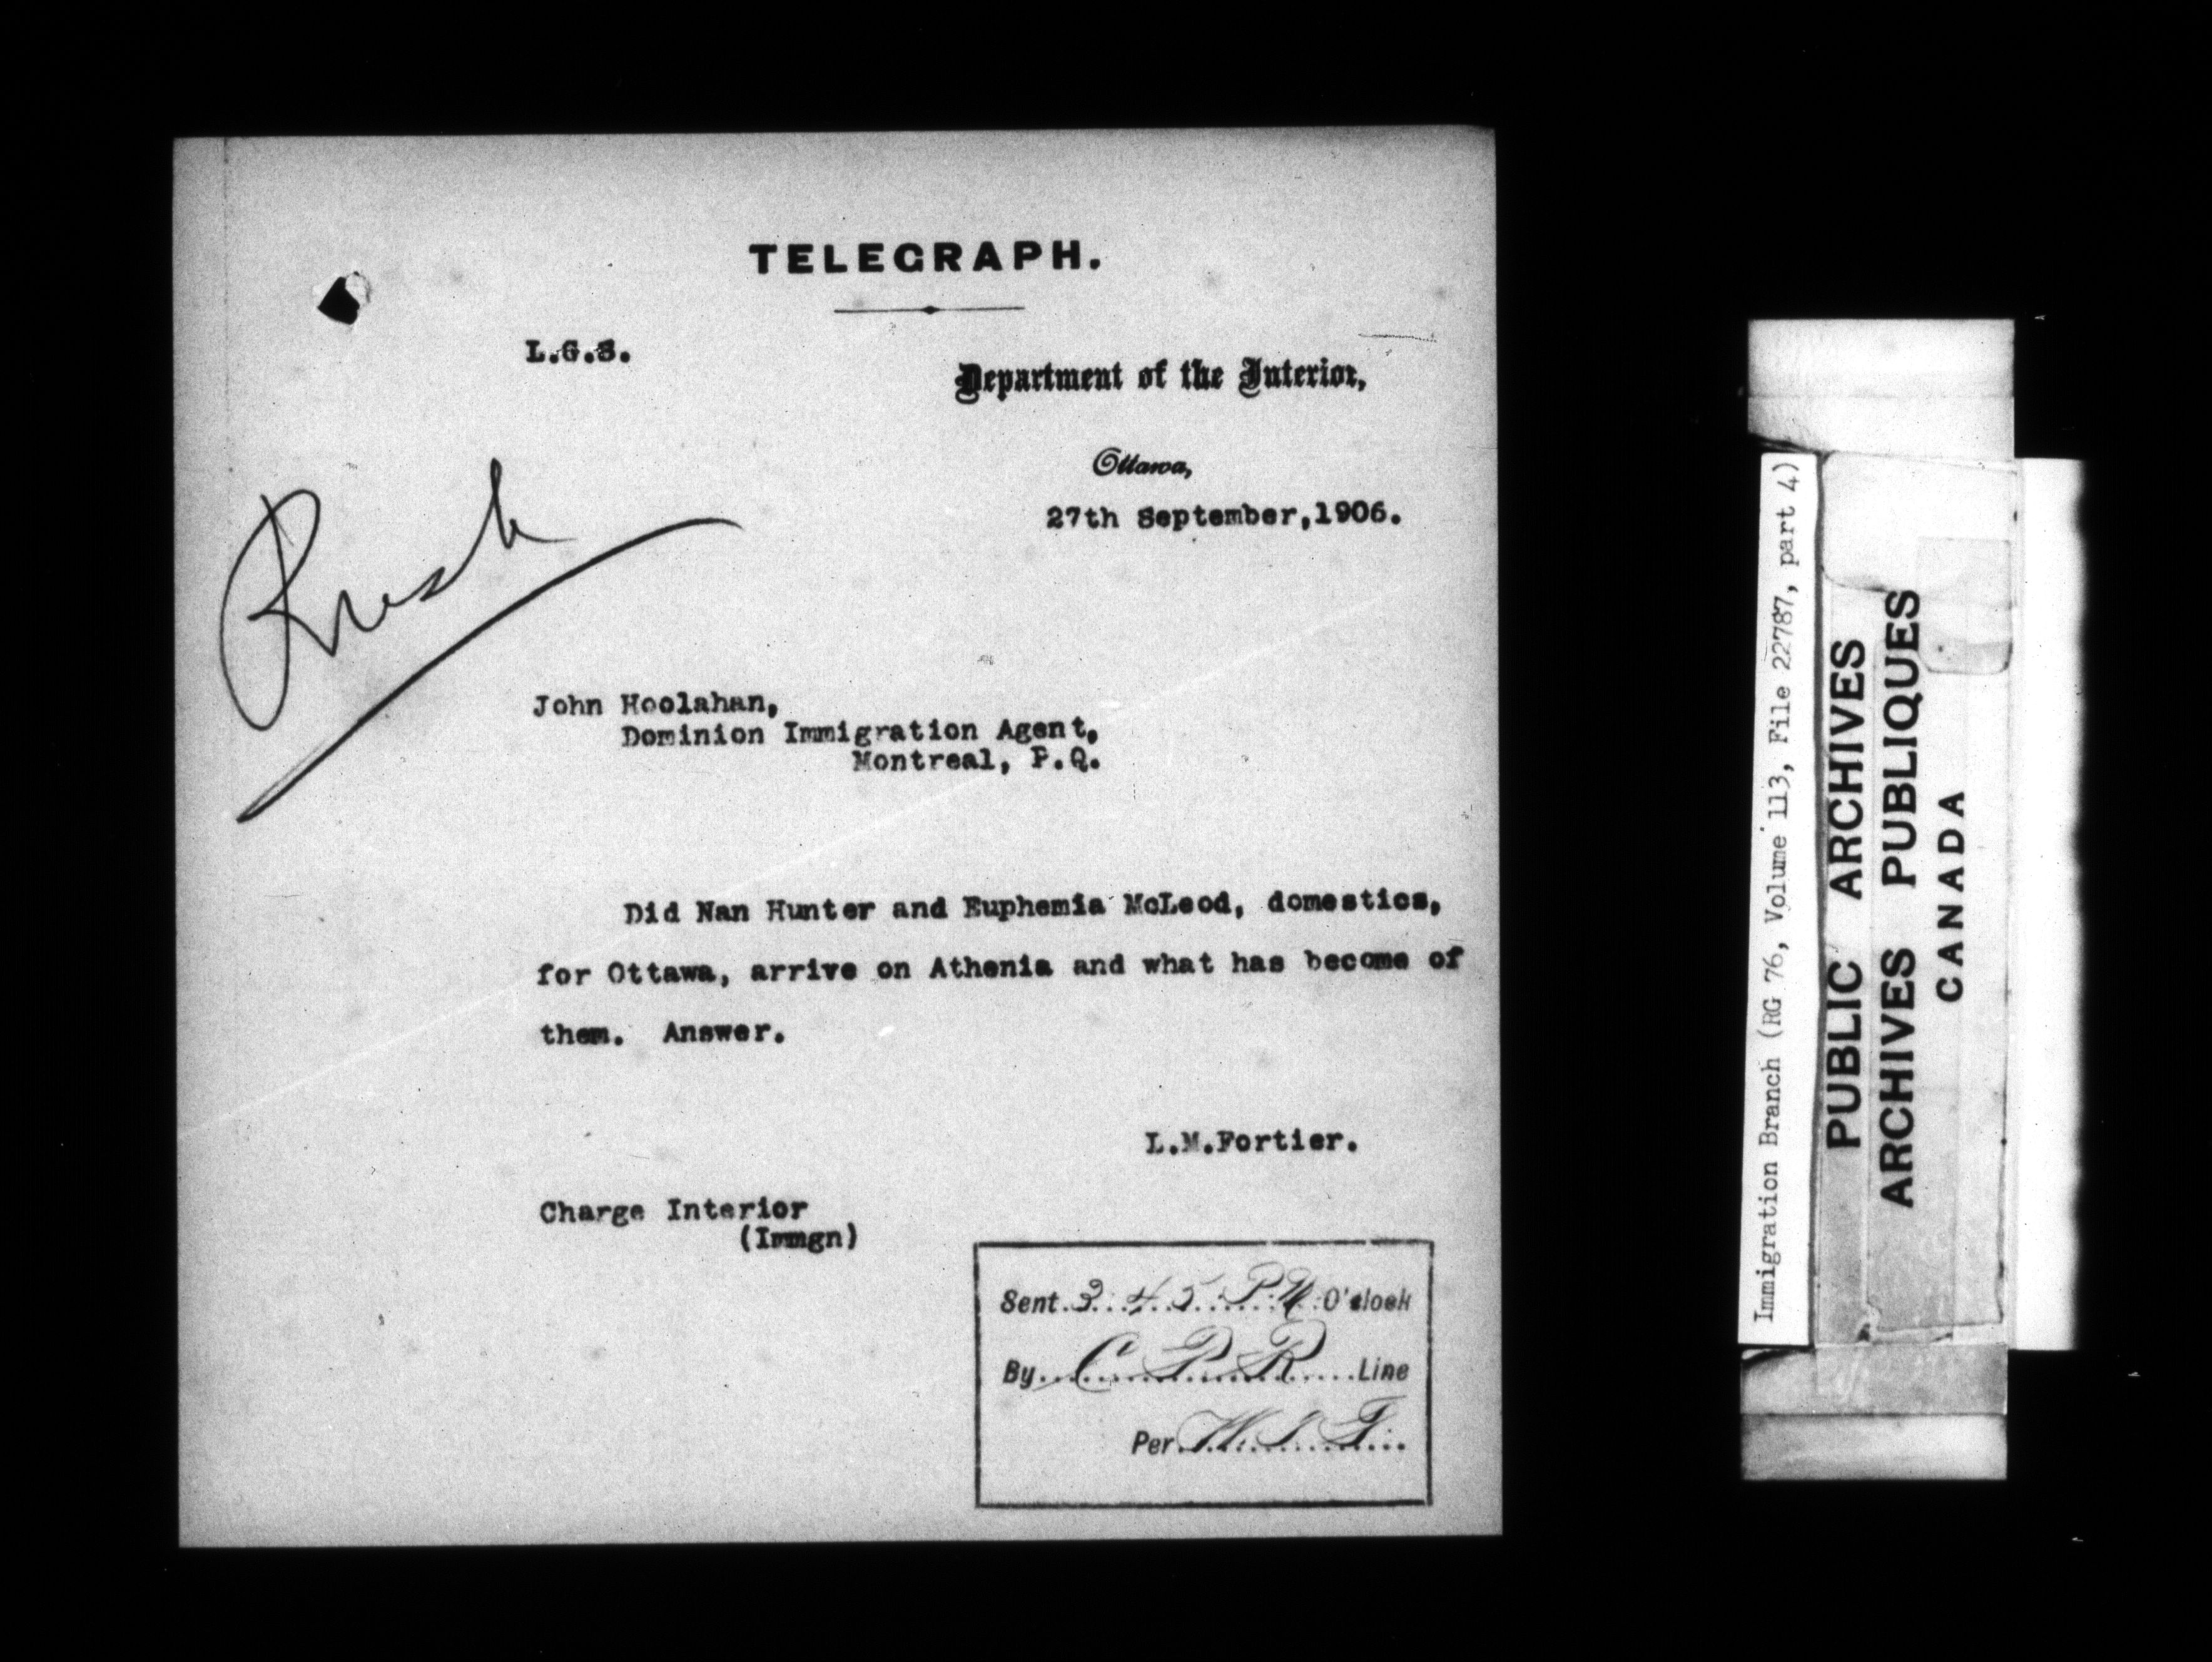 TELEGRAPH.
L.G.S.
Department of the Interior,
Ottawa,
27th September, 1906.
Rush
John Hoolahan,
Dominion Immigration Agent,
Montreal, P.Q.
Did Nan Hunter and Euphemia McLeod, domestics,
for Ottawa, arrive on Athenia and what has become of
them. Answer.
L.M.Fortier.
Charge Interior
(Immgn)
Sent 3.45 P.M. O'clock
By C P R Line
Per
Immigration Branch (RG 76, Volume 113, File 22787, part 4)
PUBLIC ARCHIVES
ARCHIVES PUBLIQUES
CANADA